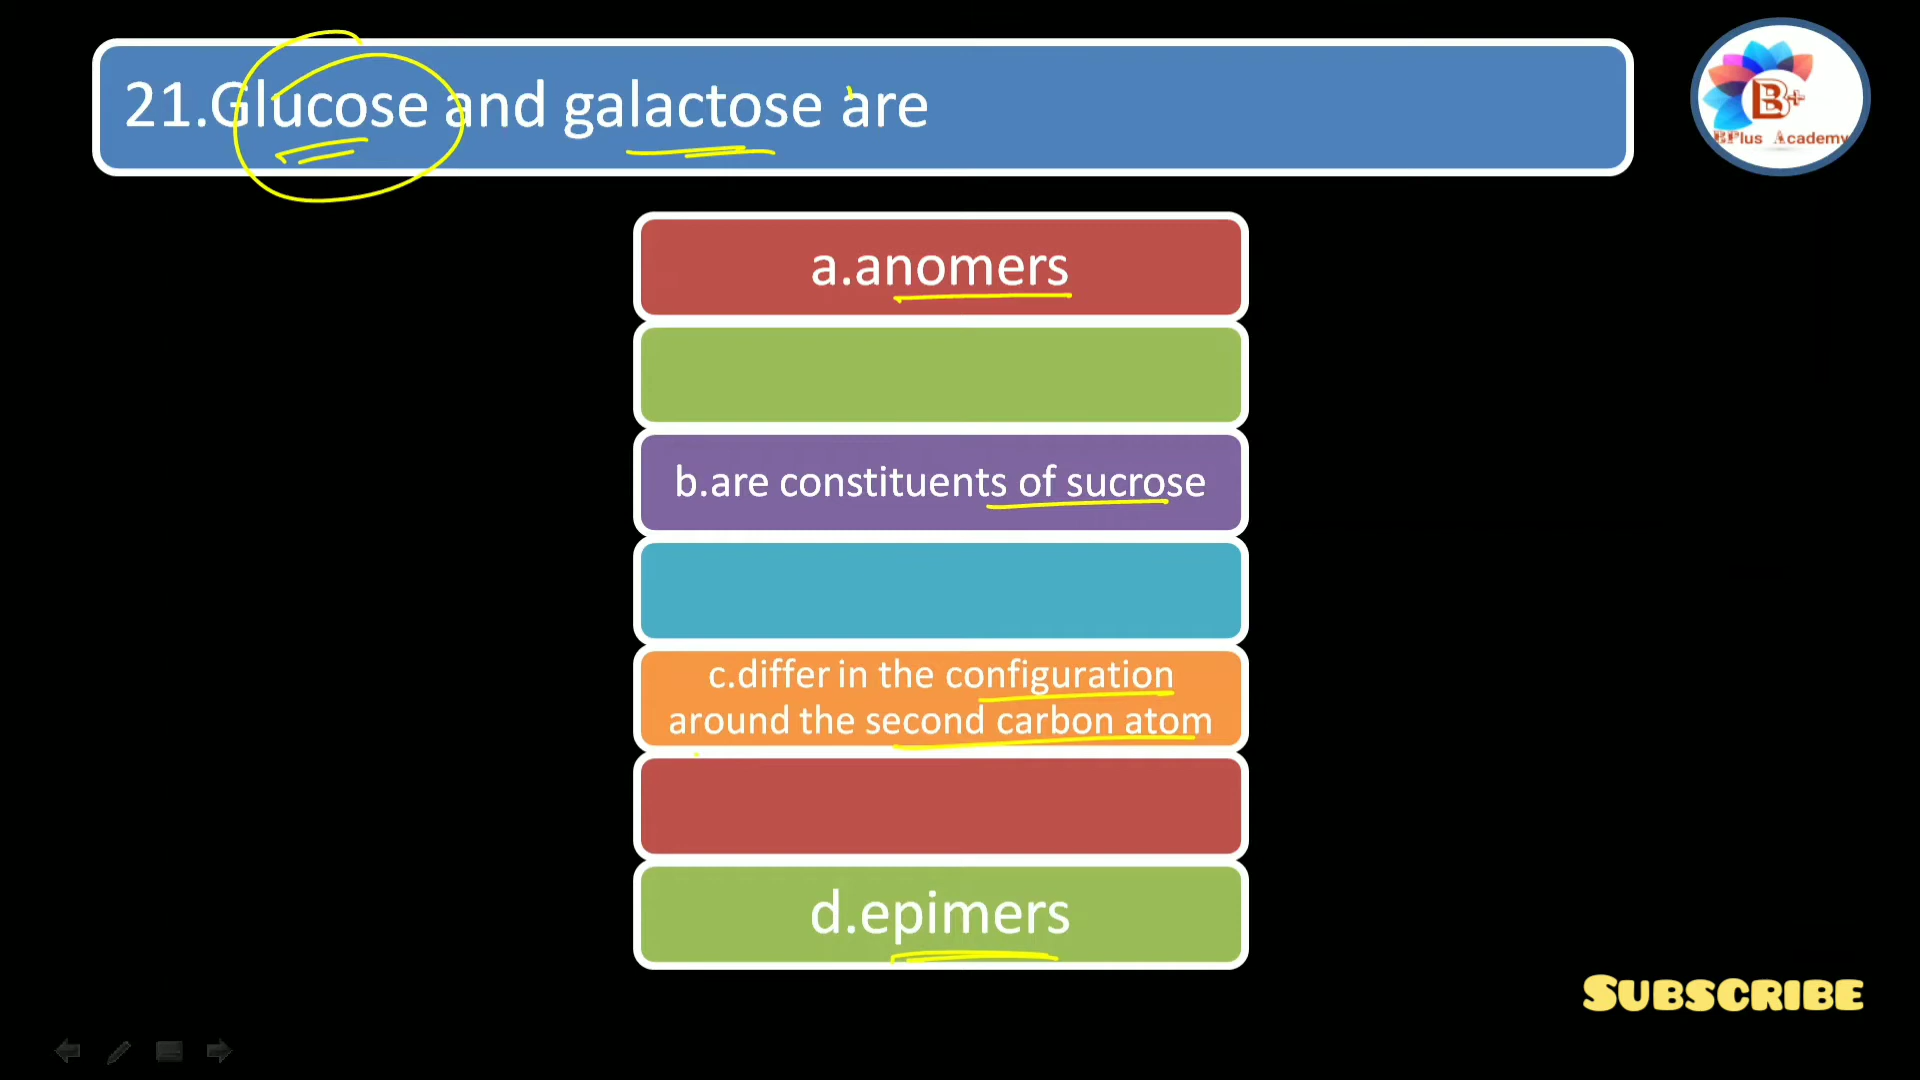 21.Glucose and galactose are
B+
BPlus Academy
a.anomers
b.are constituents of sucrose
c.differ in the configuration
around the second carbon atom
d.epimers
SUBSCRIBE